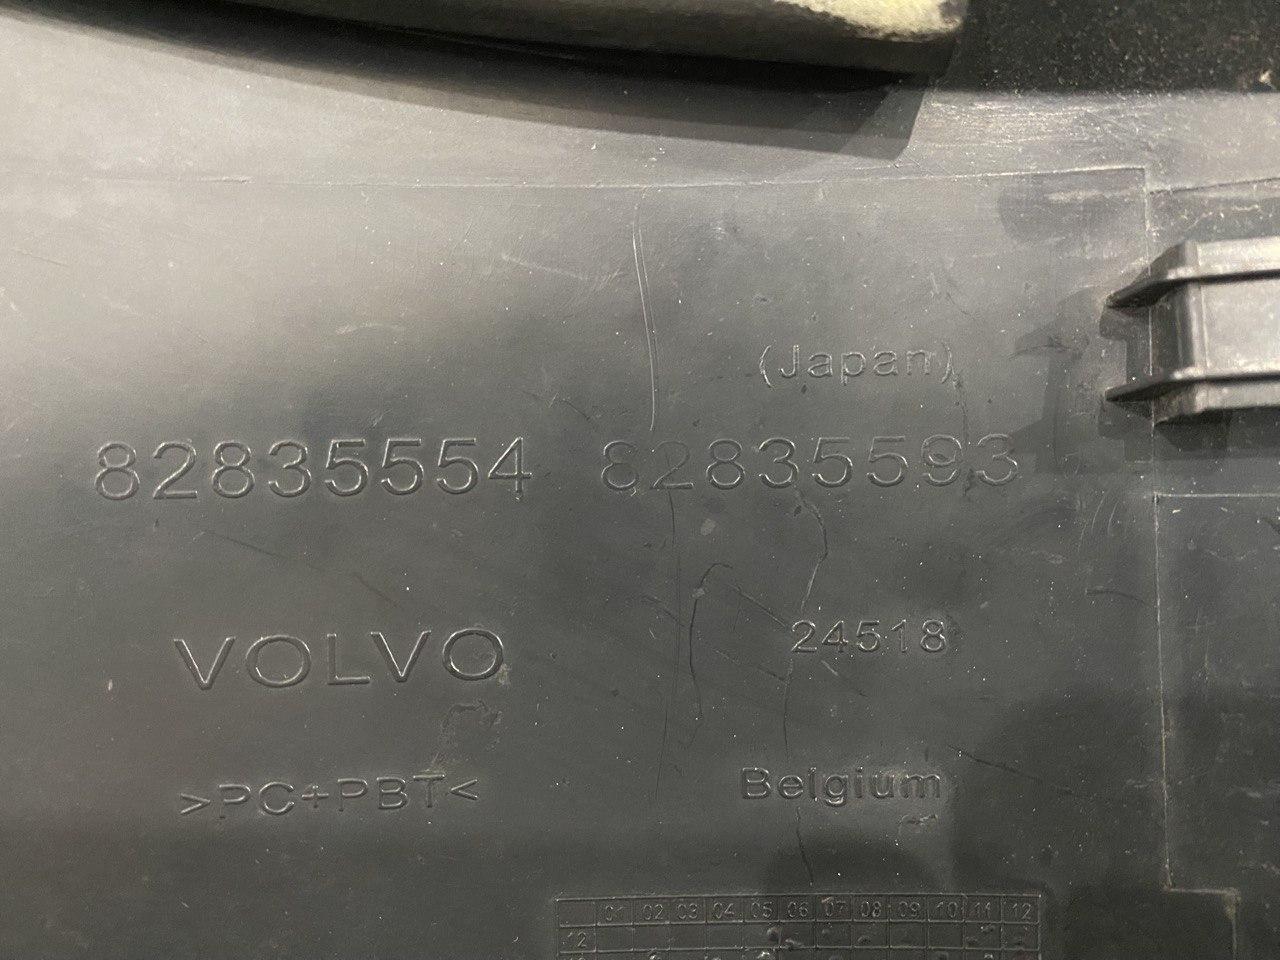 (Japan)
82835554 82835593
VOLVO 24518
>PC+PBT< Belgium
01 02 03 04 05 06 07 08 09 10 11 12
12